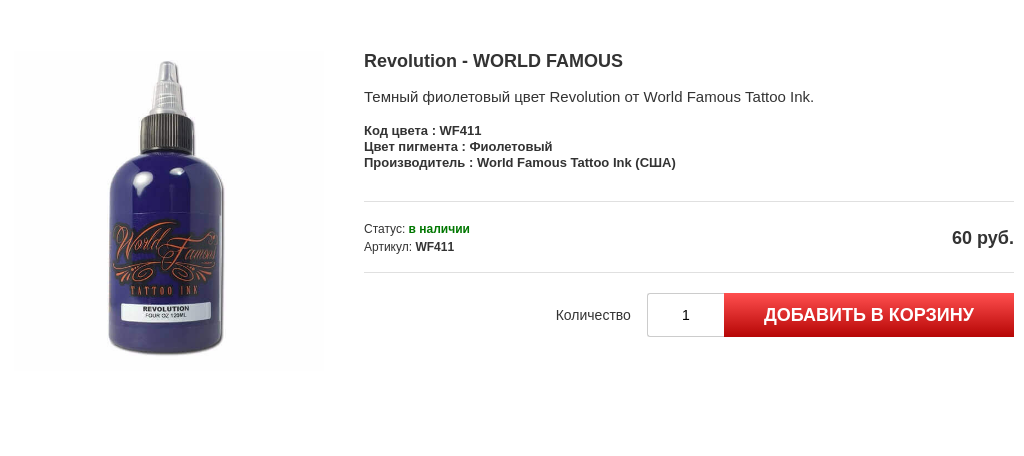 Revolution - WORLD FAMOUS
Темный фиолетовый цвет Revolution от World Famous Tattoo Ink.
Код цвета : WF411
Цвет пигмента : Фиолетовый
Производитель : World Famous Tattoo Ink (США)
Статус: в наличии
Артикул: WF411
60 руб.
Количество
1
ДОБАВИТЬ В КОРЗИНУ
World Famous
TATTOO INK
REVOLUTION
FOUR OZ 120ML